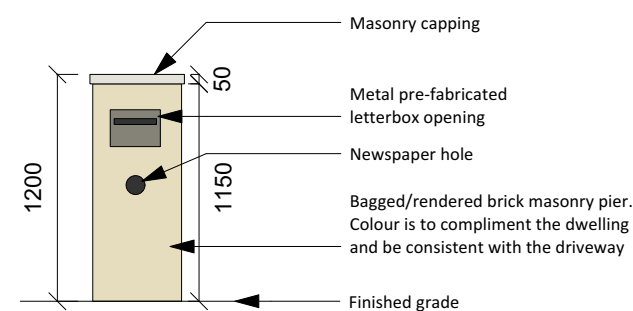 Masonry capping
50
Metal pre-fabricated
letterbox opening
Newspaper hole
1200
1150
Bagged/rendered brick masonry pier.
Colour is to compliment the dwelling
and be consistent with the driveway
Finished grade